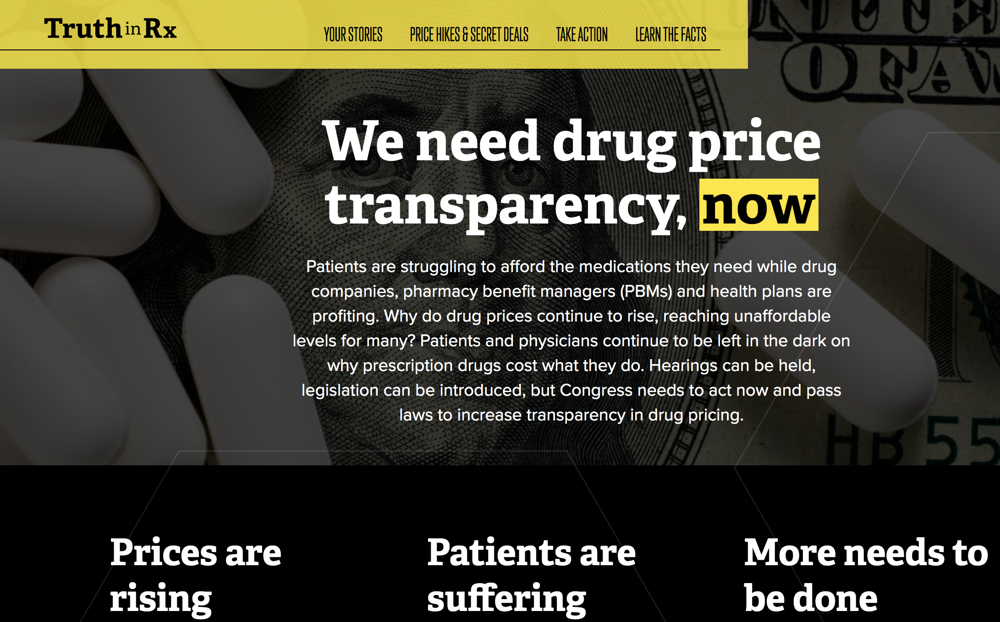 Truth in Rx
YOUR STORIES
PRICE HIKES & SECRET DEALS
TAKE ACTION
LEARN THE FACTS
OF AM
We need drug price
transparency, now
Patients are struggling to afford the medications they need while drug
companies, pharmacy benefit managers (PBMs) and health plans are
profiting. Why do drug prices continue to rise, reaching unaffordable
levels for many? Patients and physicians continue to be left in the dark on
why prescription drugs cost what they do. Hearings can be held,
legislation can be introduced, but Congress needs to act now and pass
laws to increase transparency in drug pricing.
HB 55
Prices are
rising
Patients are
suffering
More needs to
be done